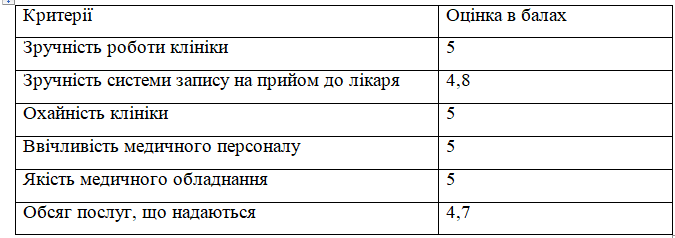 Критерії Оцінка в балах
Зручність роботи клініки 5
Зручність системи запису на прийом до лікаря 4,8
Охайність клініки 5
Ввічливість медичного персоналу 5
Якість медичного обладнання 5
Обсяг послуг, що надаються 4,7